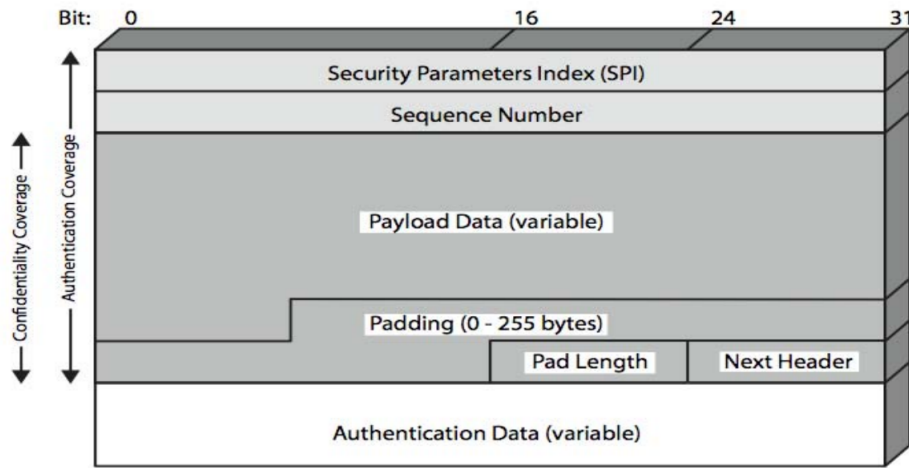 Bit: 0 16 24 31
Security Parameters Index (SPI)
Sequence Number
Confidentiality Coverage
Authentication Coverage
Payload Data (variable)
Padding (0 - 255 bytes)
Pad Length Next Header
Authentication Data (variable)